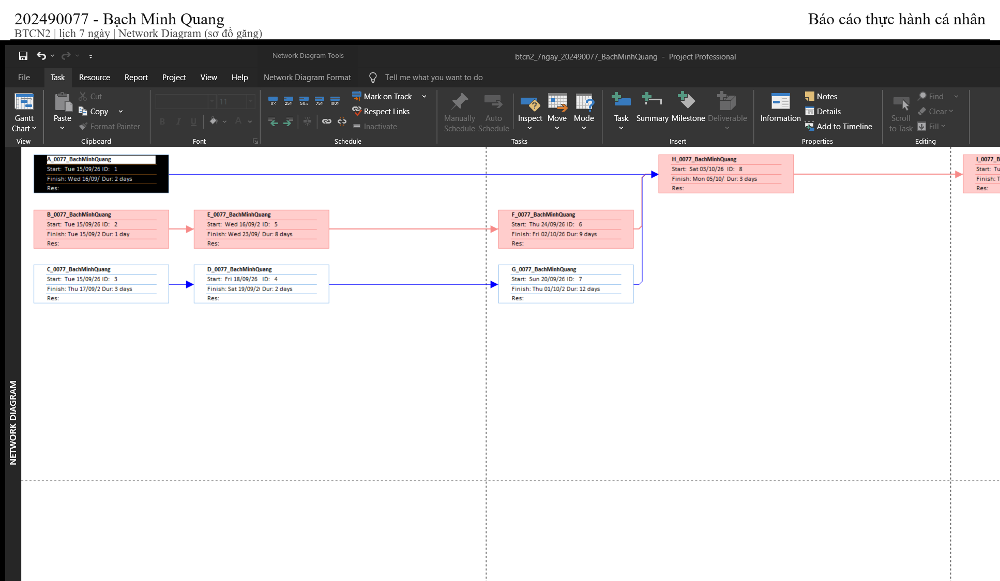 202490077 - Bạch Minh Quang
Báo cáo thực hành cá nhân
BTCN2 | lịch 7 ngày | Network Diagram (sơ đồ găng)
Network Diagram Tools
btcn2_7ngay_202490077_BachMinhQuang - Project Professional
File Task Resource Report Project View Help Network Diagram Format Tell me what you want to do
Gantt Chart
View
Paste
Cut
Copy
Format Painter
Clipboard
11
B I U A
Font
0% 25% 50% 75% 100%
Mark on Track
Respect Links
Inactivate
Schedule
Manually Schedule
Auto Schedule
Inspect
Move
Mode
Tasks
Task
Summary
Milestone
Deliverable
Insert
Information
Notes
Details
Add to Timeline
Properties
Scroll to Task
Find
Clear
Fill
Editing
NETWORK DIAGRAM
A_0077_BachMinhQuang
Start: Tue 15/09/26 ID: 1
Finish: Wed 16/09/ Dur: 2 days
Res:
H_0077_BachMinhQuang
Start: Sat 03/10/26 ID: 8
Finish: Mon 05/10/ Dur: 3 days
Res:
I_0077_B
Start: Tu
Finish: T
Res:
B_0077_BachMinhQuang
Start: Tue 15/09/26 ID: 2
Finish: Tue 15/09/2 Dur: 1 day
Res:
E_0077_BachMinhQuang
Start: Wed 16/09/2 ID: 5
Finish: Wed 23/09/ Dur: 8 days
Res:
F_0077_BachMinhQuang
Start: Thu 24/09/26 ID: 6
Finish: Fri 02/10/26 Dur: 9 days
Res:
C_0077_BachMinhQuang
Start: Tue 15/09/26 ID: 3
Finish: Thu 17/09/2 Dur: 3 days
Res:
D_0077_BachMinhQuang
Start: Fri 18/09/26 ID: 4
Finish: Sat 19/09/26 Dur: 2 days
Res:
G_0077_BachMinhQuang
Start: Sun 20/09/26 ID: 7
Finish: Thu 01/10/2 Dur: 12 days
Res: